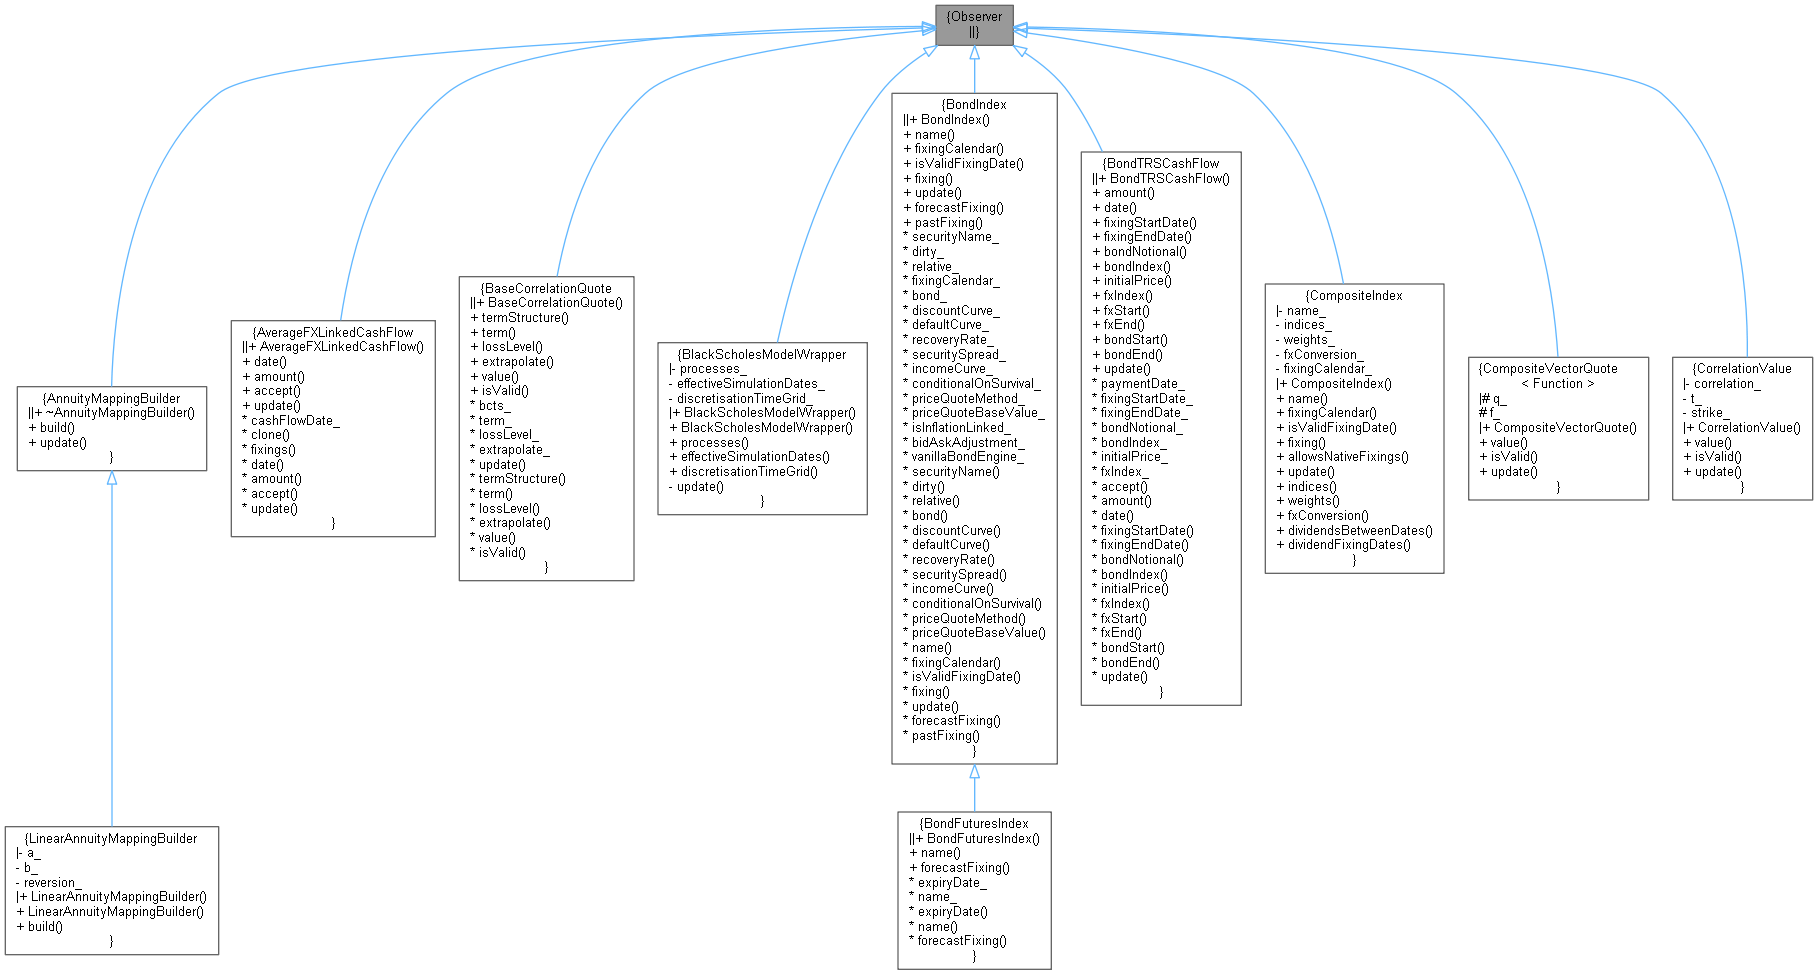 {Observer
||}
{AnnuityMappingBuilder
||+ ~AnnuityMappingBuilder()
+ build()
+ update()
}
{AverageFXLinkedCashFlow
||+ AverageFXLinkedCashFlow()
+ date()
+ amount()
+ accept()
+ update()
* cashFlowDate_
* clone()
* fixings()
* date()
* amount()
* accept()
* update()
}
{BaseCorrelationQuote
||+ BaseCorrelationQuote()
+ termStructure()
+ term()
+ lossLevel()
+ extrapolate()
+ value()
+ isValid()
* bcts_
* term_
* lossLevel_
* extrapolate_
* update()
* termStructure()
* term()
* lossLevel()
* extrapolate()
* value()
* isValid()
}
{BlackScholesModelWrapper
|- processes_
- effectiveSimulationDates_
- discretisationTimeGrid_
|+ BlackScholesModelWrapper()
+ BlackScholesModelWrapper()
+ processes()
+ effectiveSimulationDates()
+ discretisationTimeGrid()
- update()
}
{BondIndex
||+ BondIndex()
+ name()
+ fixingCalendar()
+ isValidFixingDate()
+ fixing()
+ update()
+ forecastFixing()
+ pastFixing()
* securityName_
* dirty_
* relative_
* fixingCalendar_
* bond_
* discountCurve_
* defaultCurve_
* recoveryRate_
* securitySpread_
* incomeCurve_
* conditionalOnSurvival_
* priceQuoteMethod_
* priceQuoteBaseValue_
* isInflationLinked_
* bidAskAdjustment_
* vanillaBondEngine_
* securityName()
* dirty()
* relative()
* bond()
* discountCurve()
* defaultCurve()
* recoveryRate()
* securitySpread()
* incomeCurve()
* conditionalOnSurvival()
* priceQuoteMethod()
* priceQuoteBaseValue()
* name()
* fixingCalendar()
* isValidFixingDate()
* fixing()
* update()
* forecastFixing()
* pastFixing()
}
{BondTRSCashFlow
||+ BondTRSCashFlow()
+ amount()
+ date()
+ fixingStartDate()
+ fixingEndDate()
+ bondNotional()
+ bondIndex()
+ initialPrice()
+ fxIndex()
+ fxStart()
+ fxEnd()
+ bondStart()
+ bondEnd()
+ update()
* paymentDate_
* fixingStartDate_
* fixingEndDate_
* bondNotional_
* bondIndex_
* initialPrice_
* fxIndex_
* accept()
* amount()
* date()
* fixingStartDate()
* fixingEndDate()
* bondNotional()
* bondIndex()
* initialPrice()
* fxIndex()
* fxStart()
* fxEnd()
* bondStart()
* bondEnd()
* update()
}
{CompositeIndex
|- name_
- indices_
- weights_
- fxConversion_
- fixingCalendar_
|+ CompositeIndex()
+ name()
+ fixingCalendar()
+ isValidFixingDate()
+ fixing()
+ allowsNativeFixings()
+ update()
+ indices()
+ weights()
+ fxConversion()
+ dividendsBetweenDates()
+ dividendFixingDates()
}
{CompositeVectorQuote
< Function >
|# q_
# f_
|+ CompositeVectorQuote()
+ value()
+ isValid()
+ update()
}
{CorrelationValue
|- correlation_
- t_
- strike_
|+ CorrelationValue()
+ value()
+ isValid()
+ update()
}
{LinearAnnuityMappingBuilder
|- a_
- b_
- reversion_
|+ LinearAnnuityMappingBuilder()
+ LinearAnnuityMappingBuilder()
+ build()
}
{BondFuturesIndex
||+ BondFuturesIndex()
+ name()
+ forecastFixing()
* expiryDate_
* name_
* expiryDate()
* name()
* forecastFixing()
}